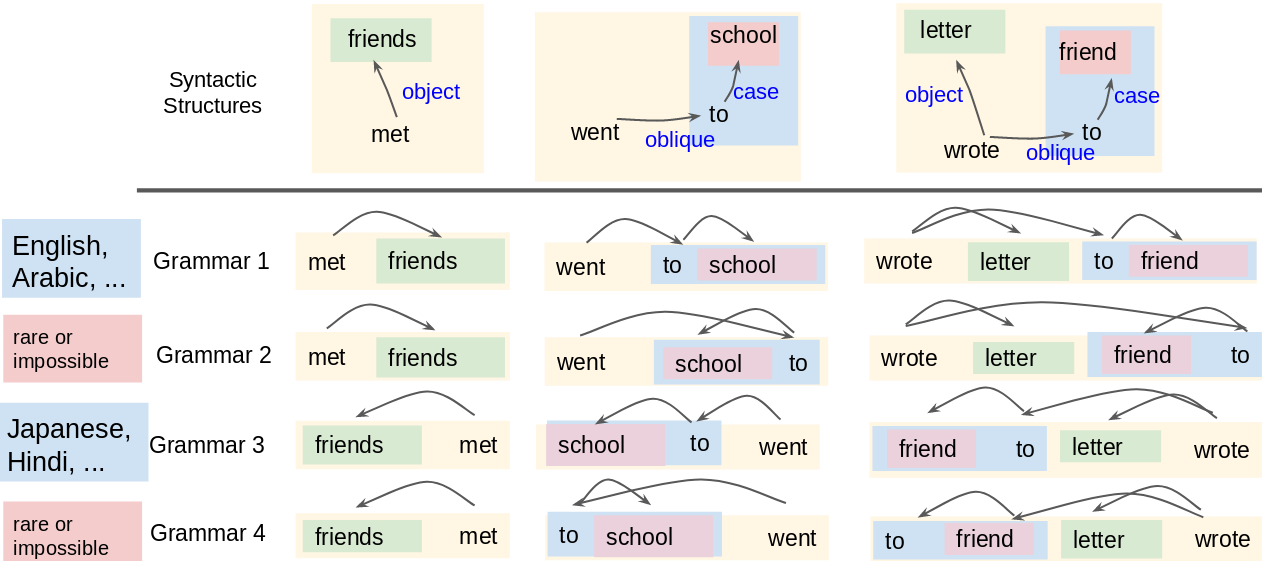 friends
object
met
school
case
to
went
oblique
letter
friend
object
case
to
wrote
oblique
Syntactic
Structures
English,
Arabic, ...
Grammar 1
met friends
went to school
wrote letter to friend
rare or
impossible
Grammar 2
met friends
went school to
wrote letter friend to
Japanese,
Hindi, ...
Grammar 3
friends met
school to went
friend to letter wrote
rare or
impossible
Grammar 4
friends met
to school went
to friend letter wrote